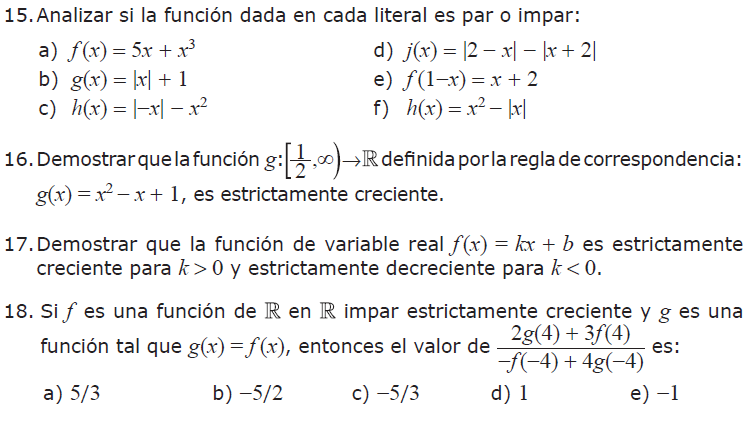 15. Analizar si la función dada en cada literal es par o impar:
a) f(x) = 5x + x³ d) j(x) = |2 − x| − |x + 2|
b) g(x) = |x| + 1 e) f(1−x) = x + 2
c) h(x) = |−x| − x² f) h(x) = x² − |x|
16. Demostrar que la función g:[1/2,∞)→ℝ definida por la regla de correspondencia:
g(x) = x² − x + 1, es estrictamente creciente.
17. Demostrar que la función de variable real f(x) = kx + b es estrictamente
creciente para k > 0 y estrictamente decreciente para k < 0.
18. Si f es una función de ℝ en ℝ impar estrictamente creciente y g es una
función tal que g(x) = f(x), entonces el valor de (2g(4) + 3f(4))/(−f(−4) + 4g(−4)) es:
a) 5/3 b) −5/2 c) −5/3 d) 1 e) −1